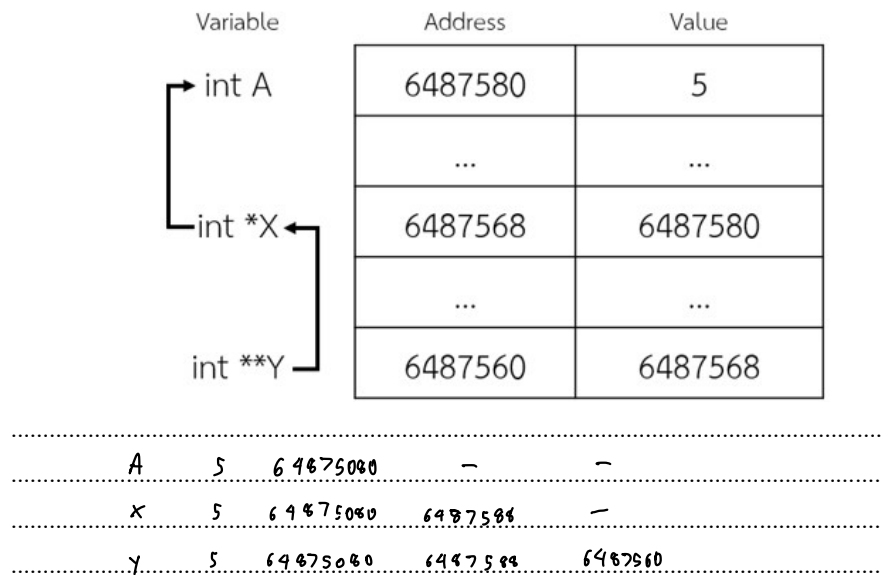 Variable Address Value
int A 6487580 5
... ...
int *X 6487568 6487580
... ...
int **Y 6487560 6487568
A 5 64875080 - -
X 5 64875080 6487588 -
Y 5 64875080 6487588 6487560